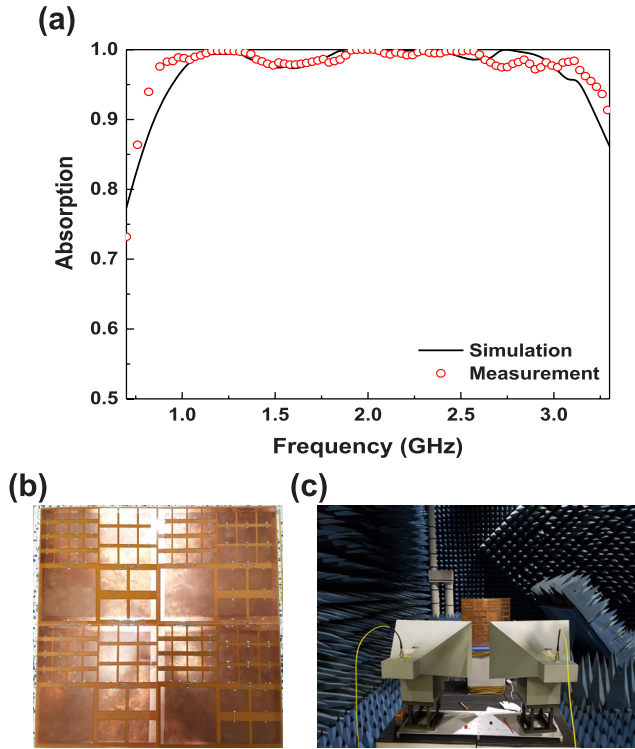 (a)
1.0
0.9
0.8
0.7
0.6
0.5
Absorption
Simulation
Measurement
1.0
1.5
2.0
2.5
3.0
Frequency (GHz)
(b)
(c)